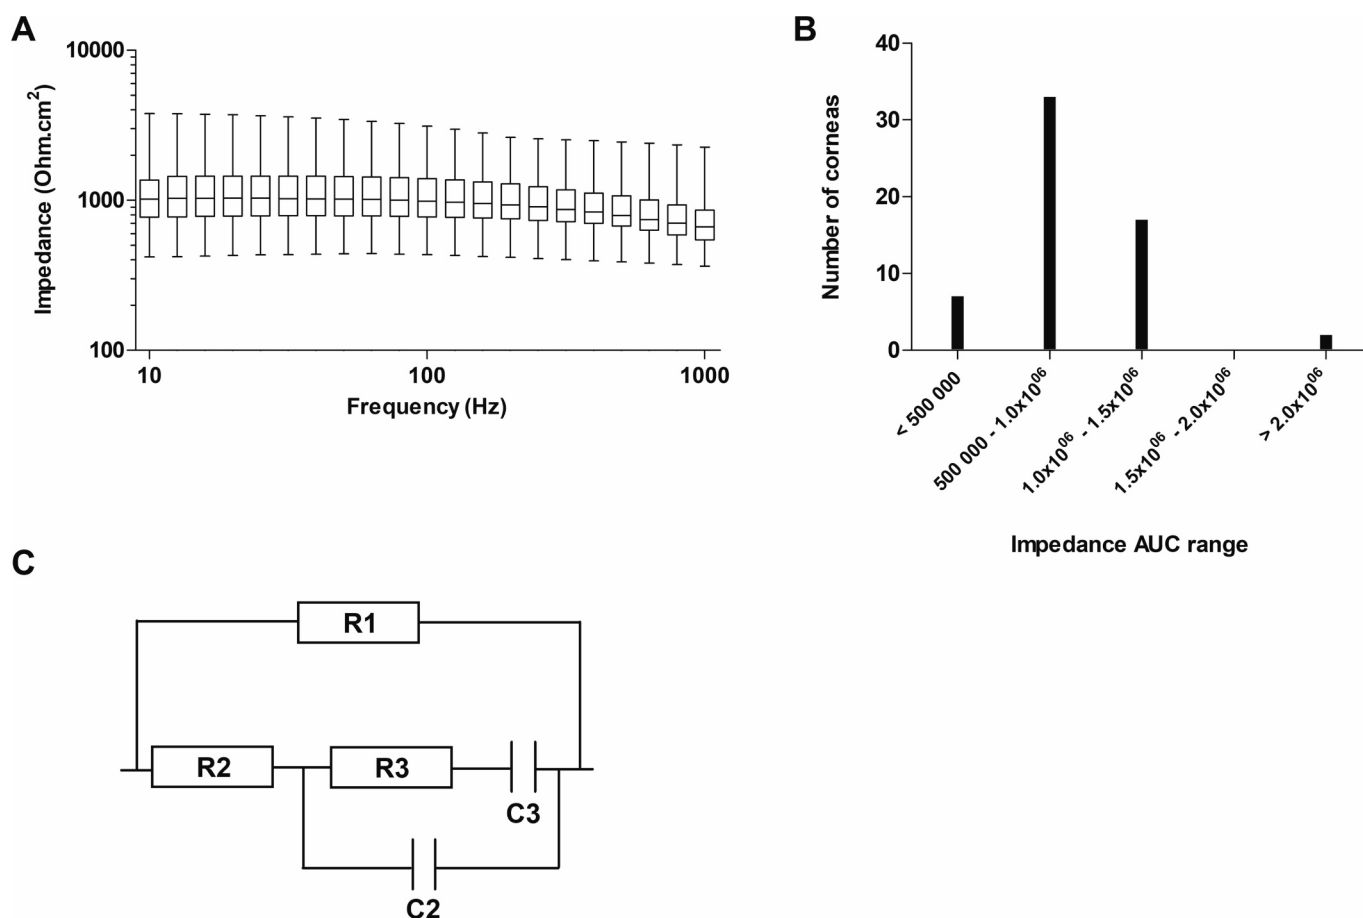 A
10000
1000
100
Impedance (Ohm.cm²)
10
100
1000
Frequency (Hz)
B
40
30
20
10
0
Number of corneas
< 500 000
500 000 - 1.0x10⁰⁶
1.0x10⁰⁶ - 1.5x10⁰⁶
1.5x10⁰⁶ - 2.0x10⁰⁶
> 2.0x10⁰⁶
Impedance AUC range
C
R1
R2
R3
C3
C2